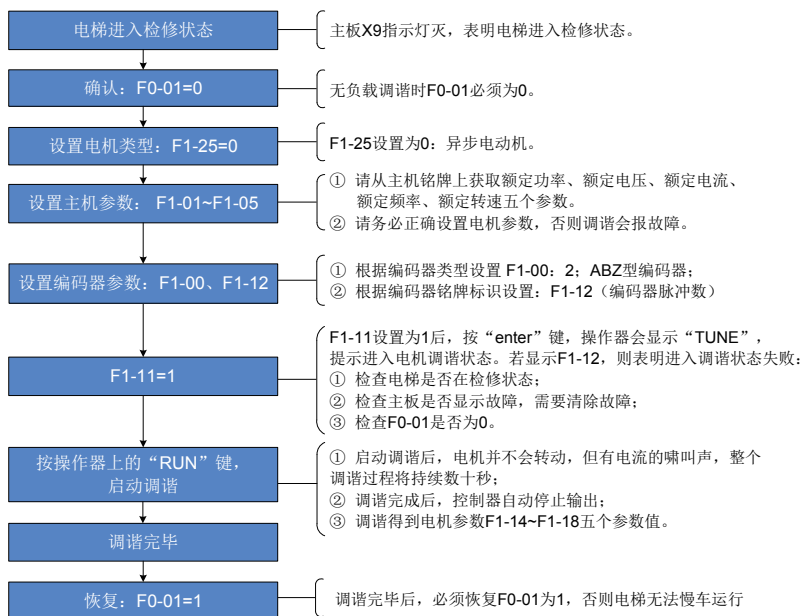 电梯进入检修状态
主板X9指示灯灭，表明电梯进入检修状态。
确认：F0-01=0
无负载调谐时F0-01必须为0。
设置电机类型：F1-25=0
F1-25设置为0：异步电动机。
设置主机参数： F1-01~F1-05
① 请从主机铭牌上获取额定功率、额定电压、额定电流、
额定频率、额定转速五个参数。
② 请务必正确设置电机参数，否则调谐会报故障。
设置编码器参数：F1-00、F1-12
① 根据编码器类型设置 F1-00：2；ABZ型编码器；
② 根据编码器铭牌标识设置：F1-12（编码器脉冲数）
F1-11=1
F1-11设置为1后，按“enter”键，操作器会显示“TUNE”，
提示进入电机调谐状态。若显示F1-12，则表明进入调谐状态失败：
① 检查电梯是否在检修状态；
② 检查主板是否显示故障，需要清除故障；
③ 检查F0-01是否为0。
按操作器上的“RUN”键，
启动调谐
① 启动调谐后，电机并不会转动，但有电流的啸叫声，整个
调谐过程将持续数十秒；
② 调谐完成后，控制器自动停止输出；
③ 调谐得到电机参数F1-14~F1-18五个参数值。
调谐完毕
恢复：F0-01=1
调谐完毕后，必须恢复F0-01为1，否则电梯无法慢车运行